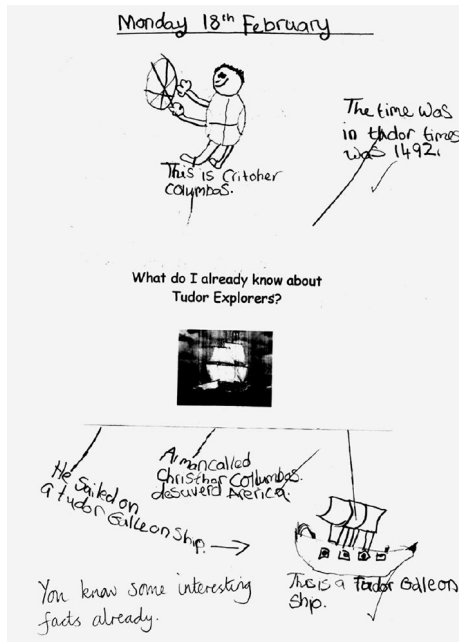 Monday 18th February
The time was
in tudor times
was 1492.
This is Critoher
Columbas.
What do I already know about
Tudor Explorers?
He Sailed on
a tudor Galleon ship.
A man called
Christhor Collumbas.
desuverd Arerica.
This is a Tudor Galeon
ship.
You know some interesting
facts already.